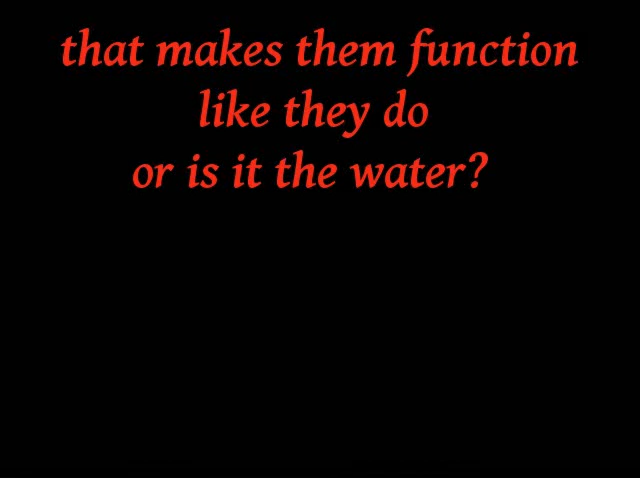 that makes them function
like they do
or is it the water?